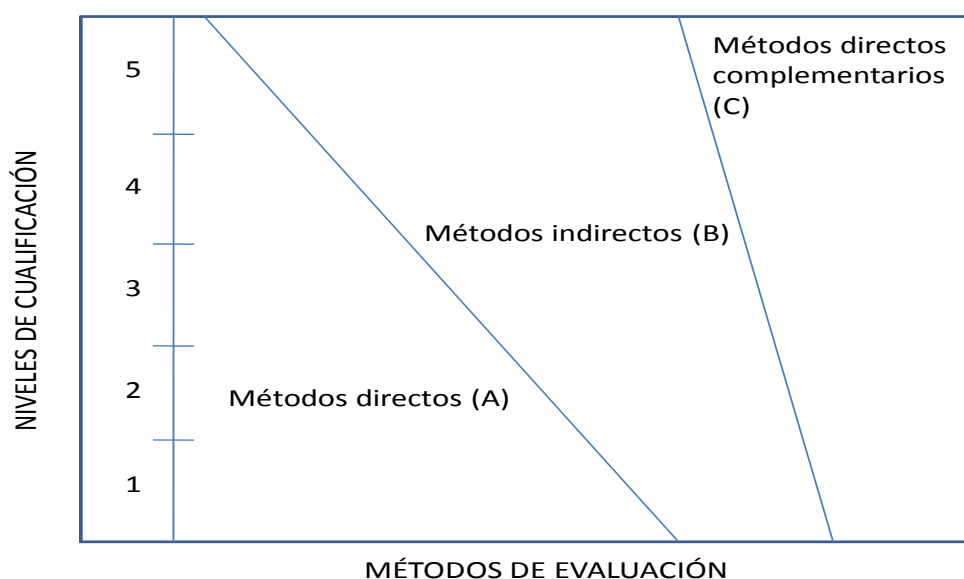 NIVELES DE CUALIFICACIÓN
5
4
3
2
1
Métodos directos (A)
Métodos indirectos (B)
Métodos directos
complementarios
(C)
MÉTODOS DE EVALUACIÓN